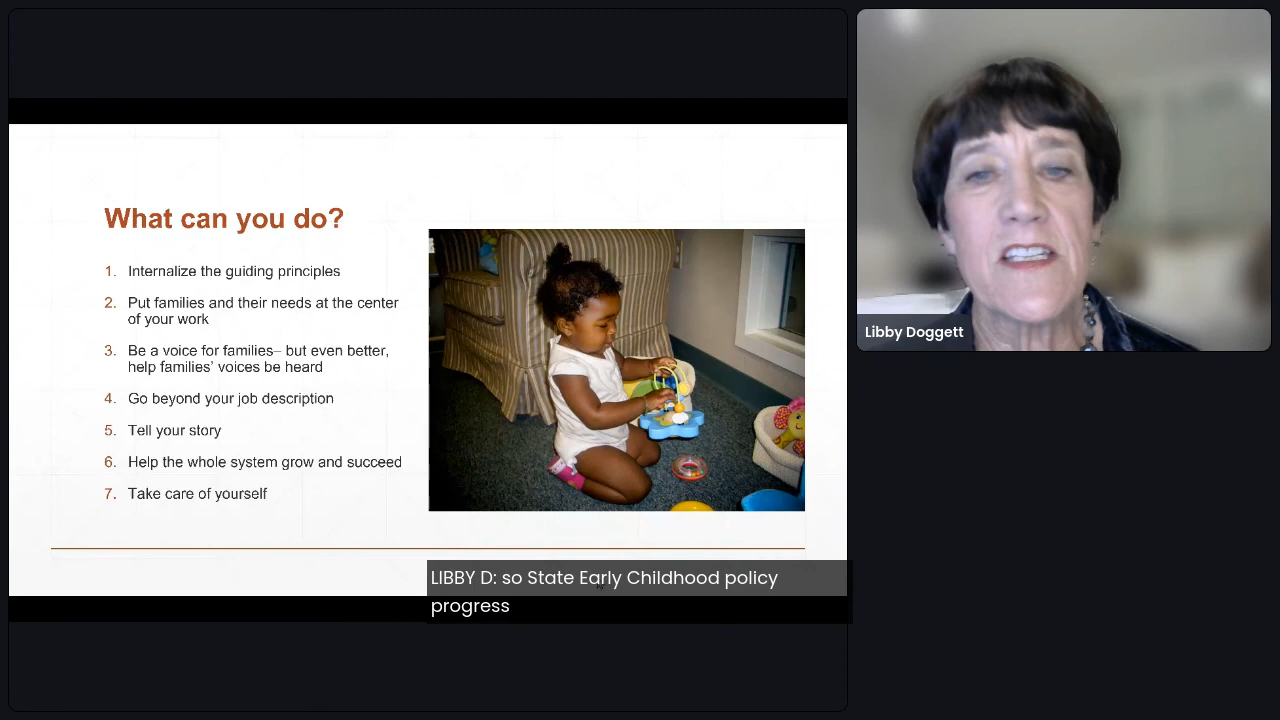 What can you do?
1. Internalize the guiding principles
2. Put families and their needs at the center
of your work
3. Be a voice for families– but even better,
help families’ voices be heard
4. Go beyond your job description
5. Tell your story
6. Help the whole system grow and succeed
7. Take care of yourself
LIBBY D: so State Early Childhood policy
progress
Libby Doggett